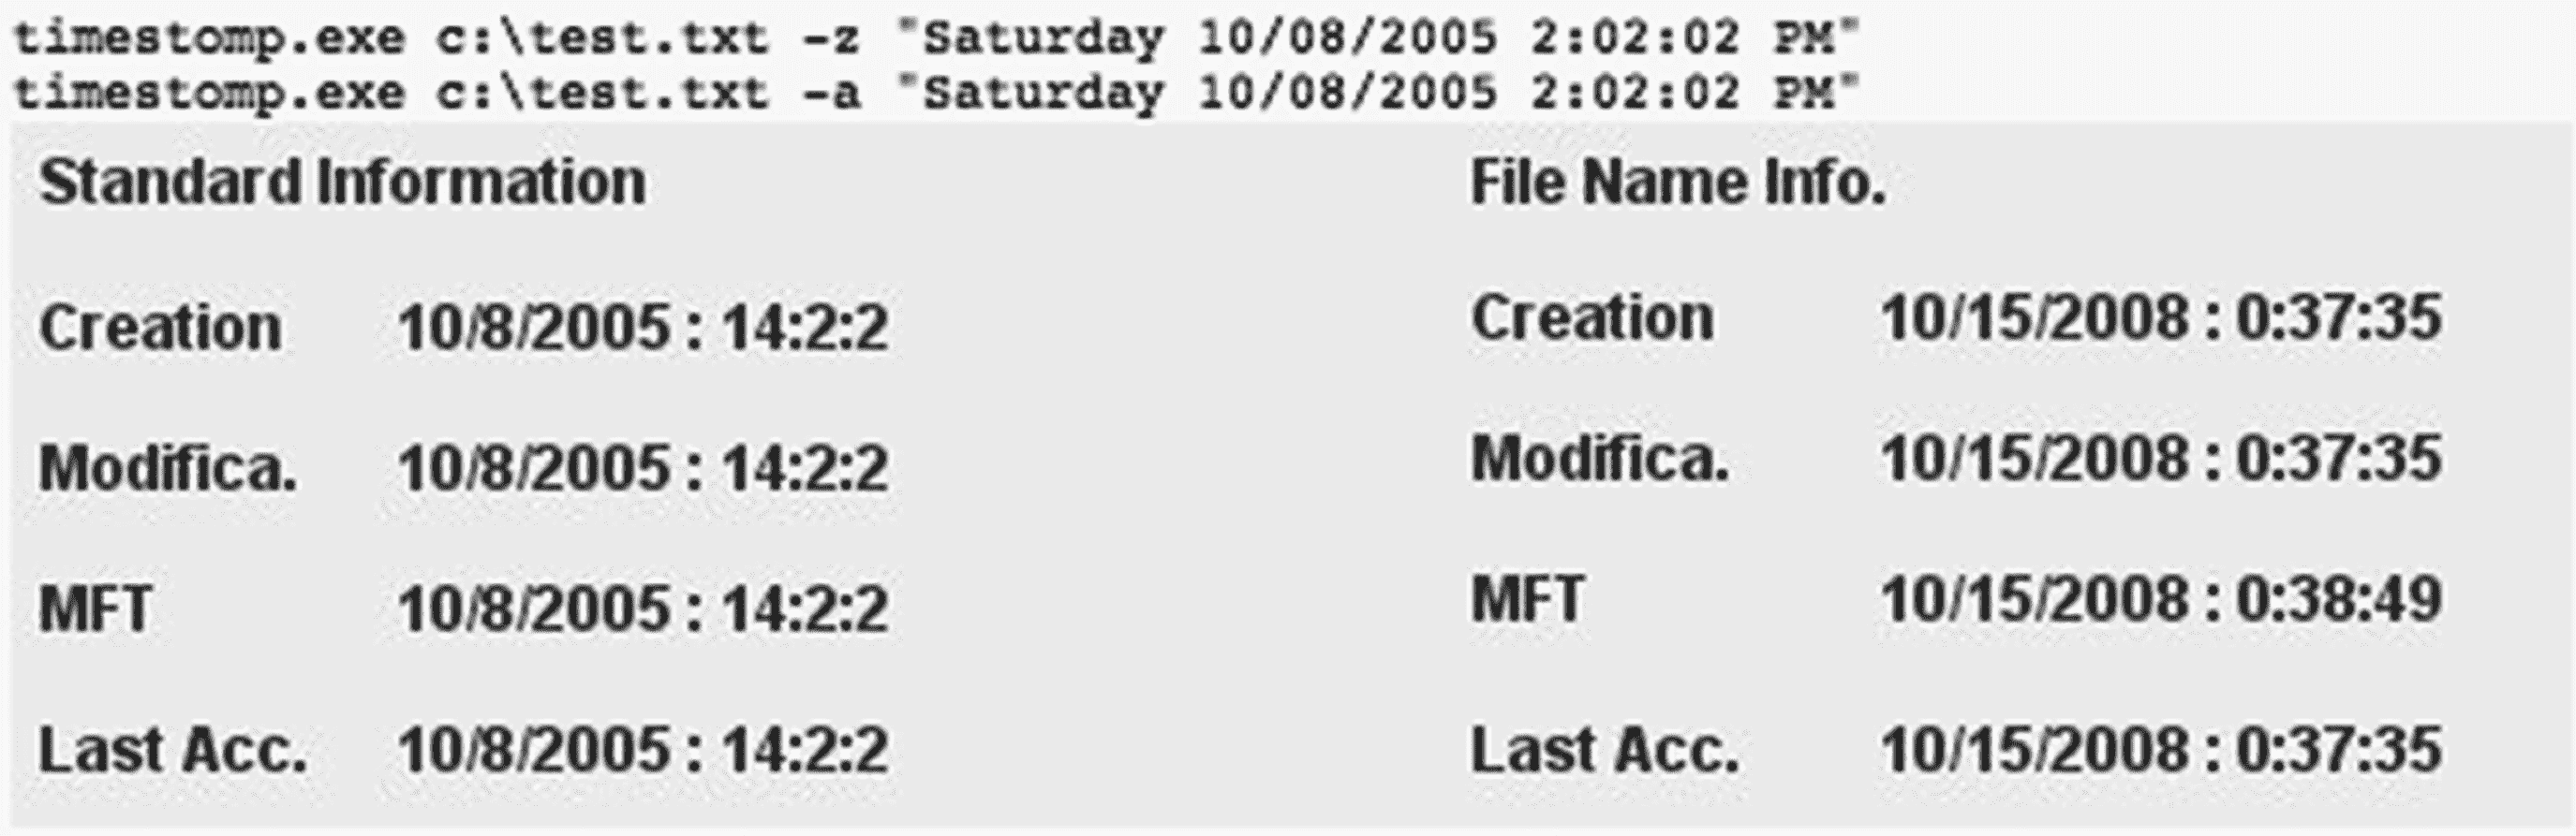 timestomp.exe c:\test.txt -z "Saturday 10/08/2005 2:02:02 PM"
timestomp.exe c:\test.txt -a "Saturday 10/08/2005 2:02:02 PM"
Standard Information File Name Info.
Creation 10/8/2005 : 14:2:2 Creation 10/15/2008 : 0:37:35
Modifica. 10/8/2005 : 14:2:2 Modifica. 10/15/2008 : 0:37:35
MFT 10/8/2005 : 14:2:2 MFT 10/15/2008 : 0:38:49
Last Acc. 10/8/2005 : 14:2:2 Last Acc. 10/15/2008 : 0:37:35